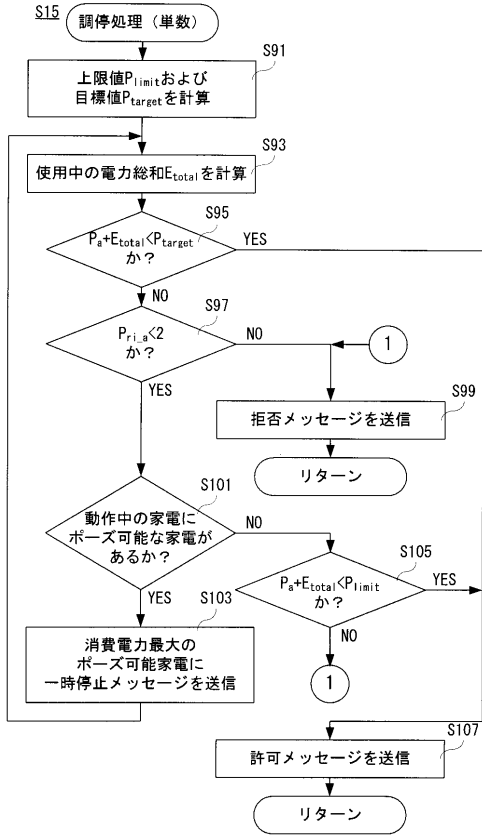 S15
調停処理（単数）
S91
上限値Plimitおよび
目標値Ptargetを計算
S93
使用中の電力総和Etotalを計算
S95
Pa+Etotal<Ptarget
か？
YES
NO
S97
Pri_a<2
か？
NO
1
YES
S99
拒否メッセージを送信
リターン
S101
動作中の家電に
ポーズ可能な家電が
あるか？
NO
S105
Pa+Etotal<Plimit
か？
YES
YES
NO
S103
消費電力最大の
ポーズ可能家電に
一時停止メッセージを送信
1
S107
許可メッセージを送信
リターン